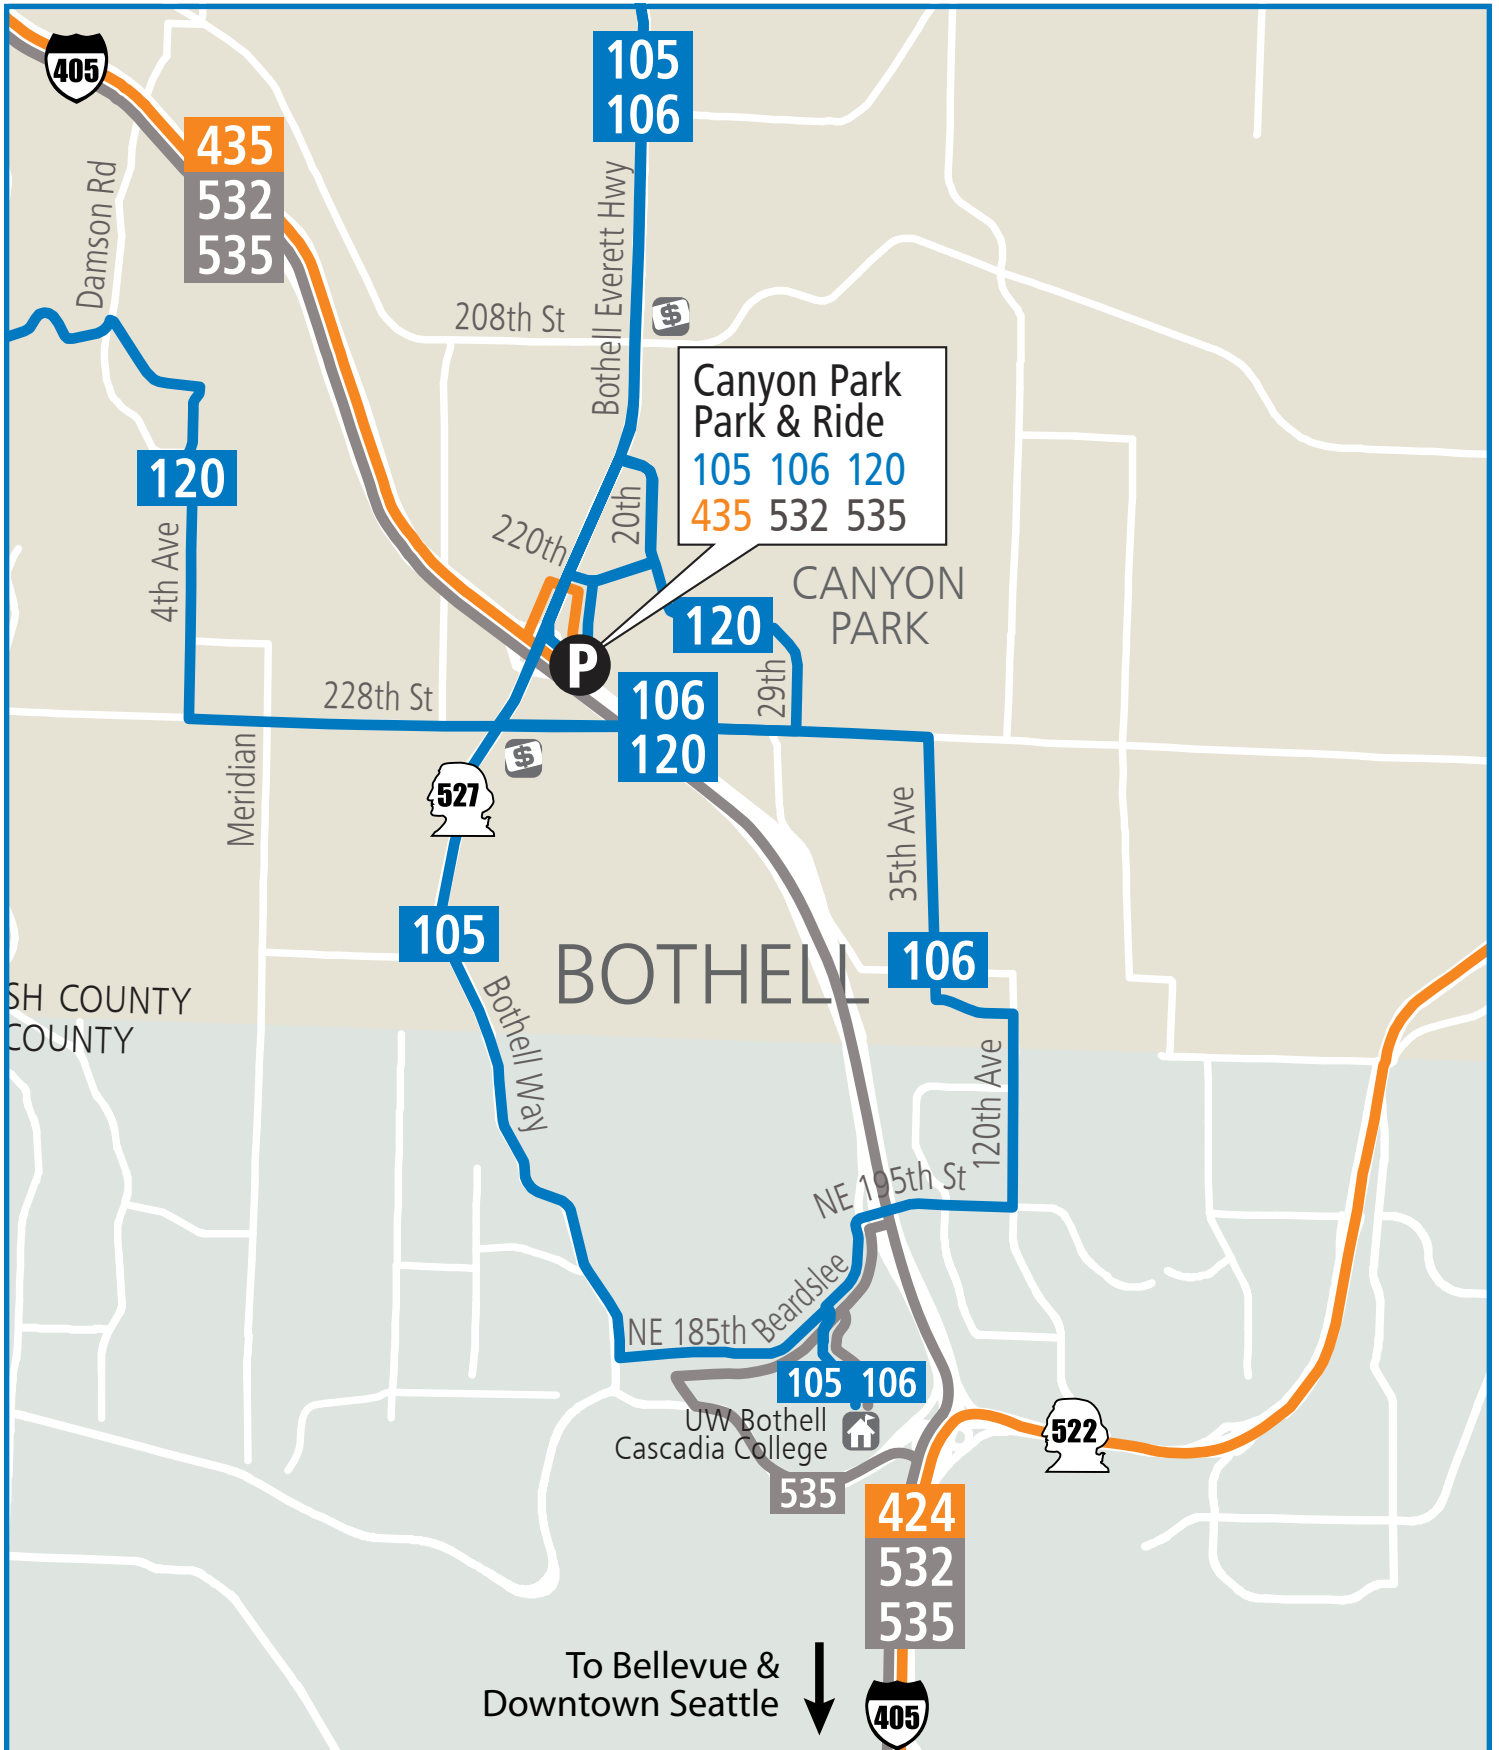 105
106
405
435
532
535
Damson Rd
Bothell Everett Hwy
208th St
$
Canyon Park
Park & Ride
105 106 120
435 532 535
120
4th Ave
220th
20th
CANYON
PARK
120
P
29th
228th St
106
120
Meridian
$
527
35th Ave
105
106
BOTHELL
SH COUNTY
COUNTY
Bothell Way
120th Ave
NE 195th St
Beardslee
NE 185th
105 106
UW Bothell
Cascadia College
522
535
424
532
535
To Bellevue &
Downtown Seattle
405